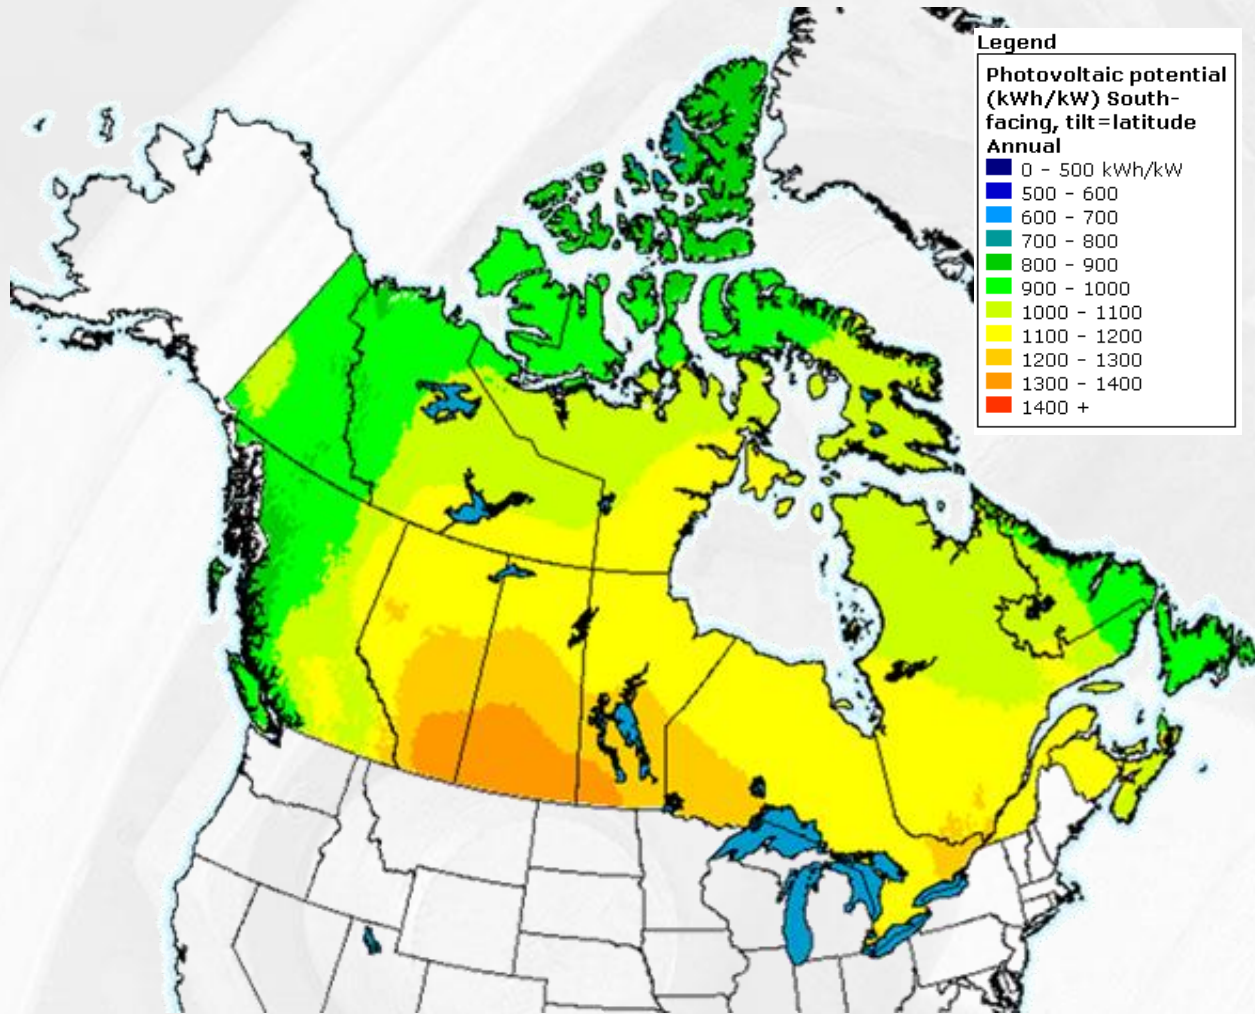 Legend
Photovoltaic potential
(kWh/kW) South-
facing, tilt=latitude
Annual
0 - 500 kWh/kW
500 - 600
600 - 700
700 - 800
800 - 900
900 - 1000
1000 - 1100
1100 - 1200
1200 - 1300
1300 - 1400
1400 +